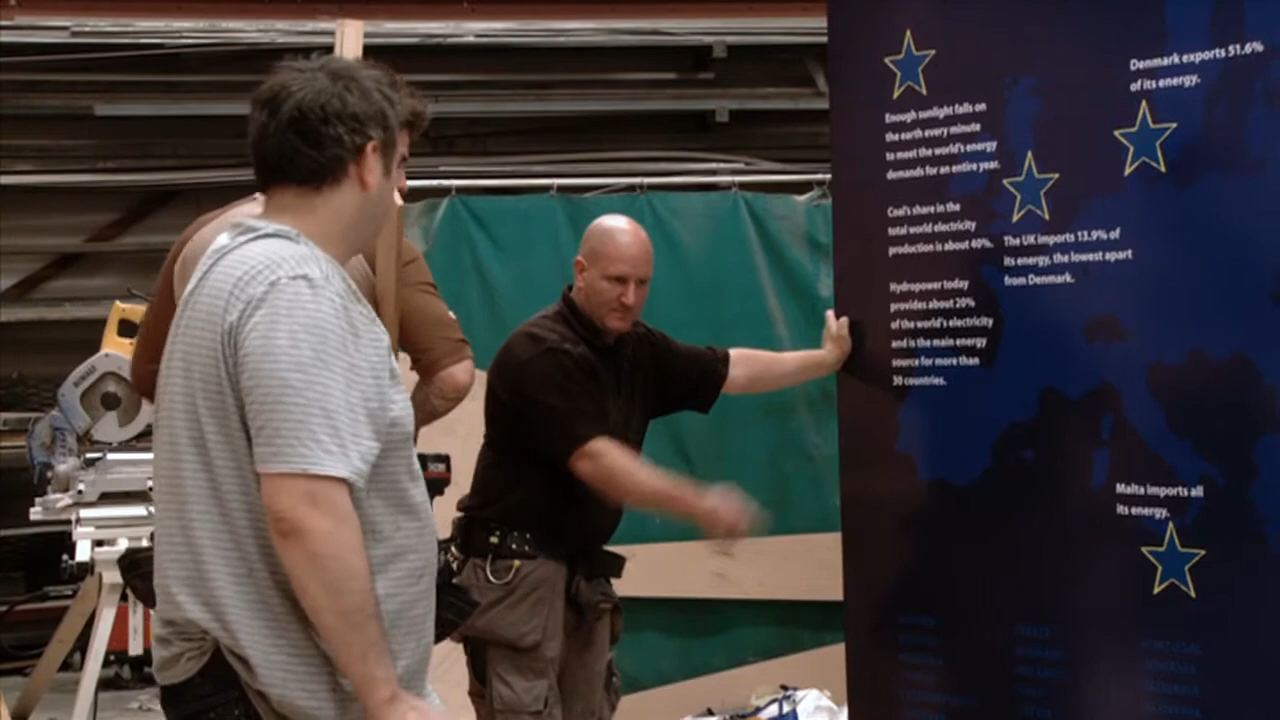 Denmark exports 51.6%
of its energy.
Enough sunlight falls on
the earth every minute
to meet the world's energy
demands for an entire year.
Coal's share in the
total world electricity
production is about 40%.
The UK imports 13.9% of
its energy, the lowest apart
from Denmark.
Hydropower today
provides about 20%
of the world's electricity
and is the main energy
source for more than
30 countries.
Malta imports all
its energy.